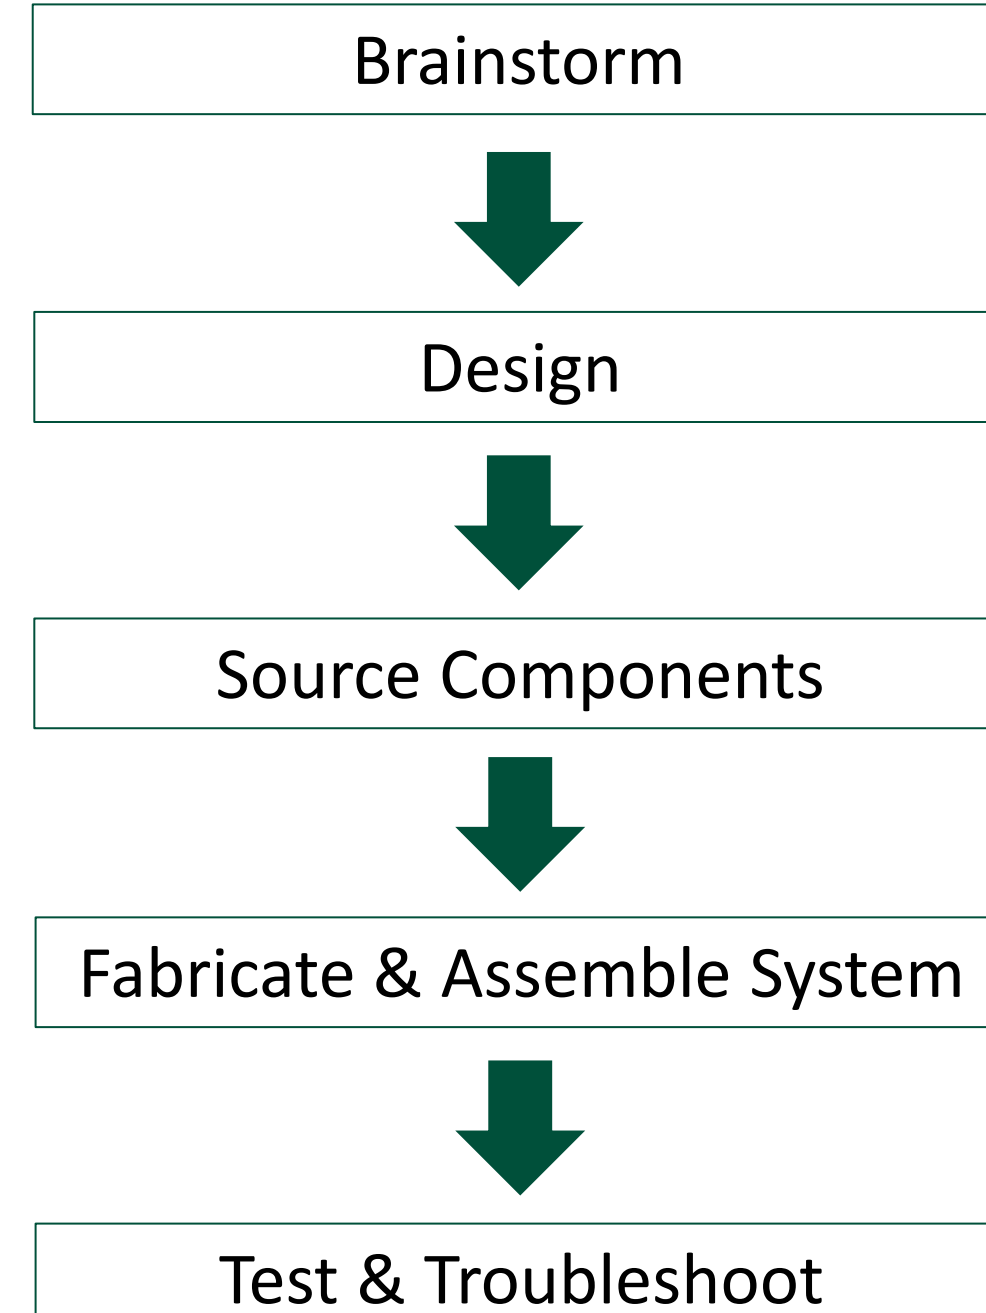 Brainstorm
Design
Source Components
Fabricate & Assemble System
Test & Troubleshoot